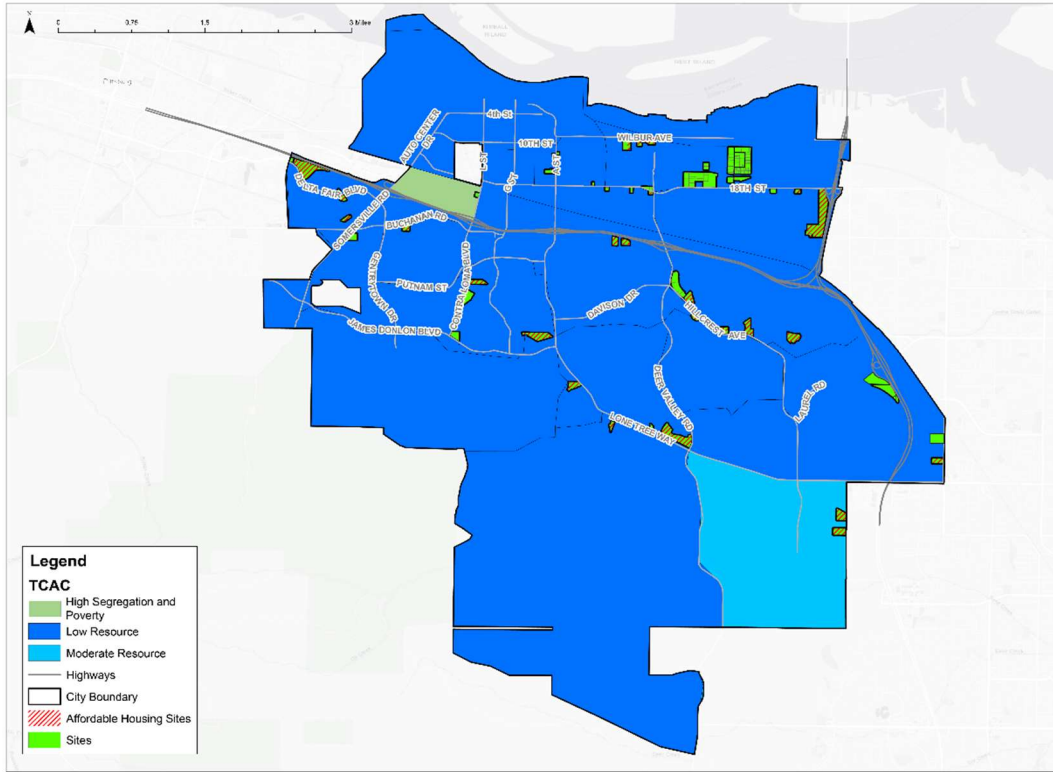 N
0 0.75 1.5 3 Miles
4th St
AUTO CENTER DR
10TH ST
WILBUR AVE
L ST
C ST
A ST
18TH ST
DELTA FAIR BLVD
SOMERSVILLE RD
BUCHANAN RD
GENTRYTOWN DR
PUTNAM ST
CONTRA LOMA BLVD
JAMES DONLON BLVD
DAVISON DR
HILLCREST AVE
DEER VALLEY RD
LAUREL RD
LONE TREE WAY
Legend
TCAC
High Segregation and
Poverty
Low Resource
Moderate Resource
Highways
City Boundary
Affordable Housing Sites
Sites